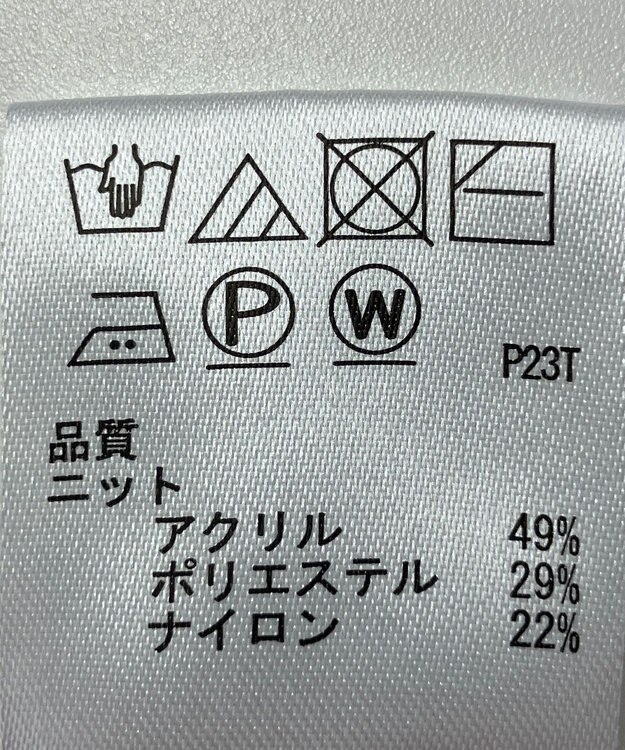 P
W
P23T
品質
ニット
アクリル 49%
ポリエステル 29%
ナイロン 22%